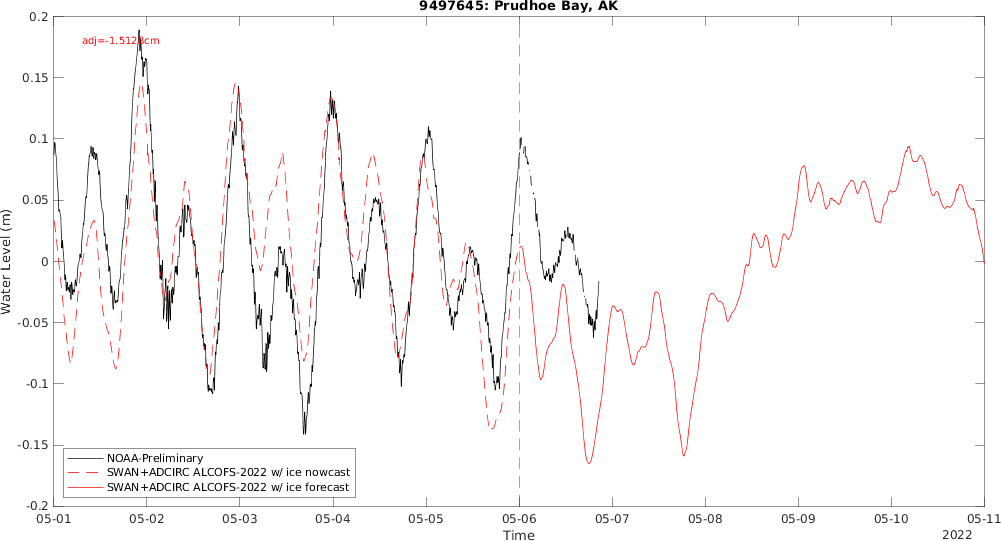 9497645: Prudhoe Bay, AK
0.2
adj=-1.5128cm
0.15
0.1
0.05
0
-0.05
-0.1
-0.15
-0.2
Water Level (m)
NOAA-Preliminary
SWAN+ADCIRC ALCOFS-2022 w/ ice nowcast
SWAN+ADCIRC ALCOFS-2022 w/ ice forecast
05-01 05-02 05-03 05-04 05-05 05-06 05-07 05-08 05-09 05-10 05-11
Time
2022